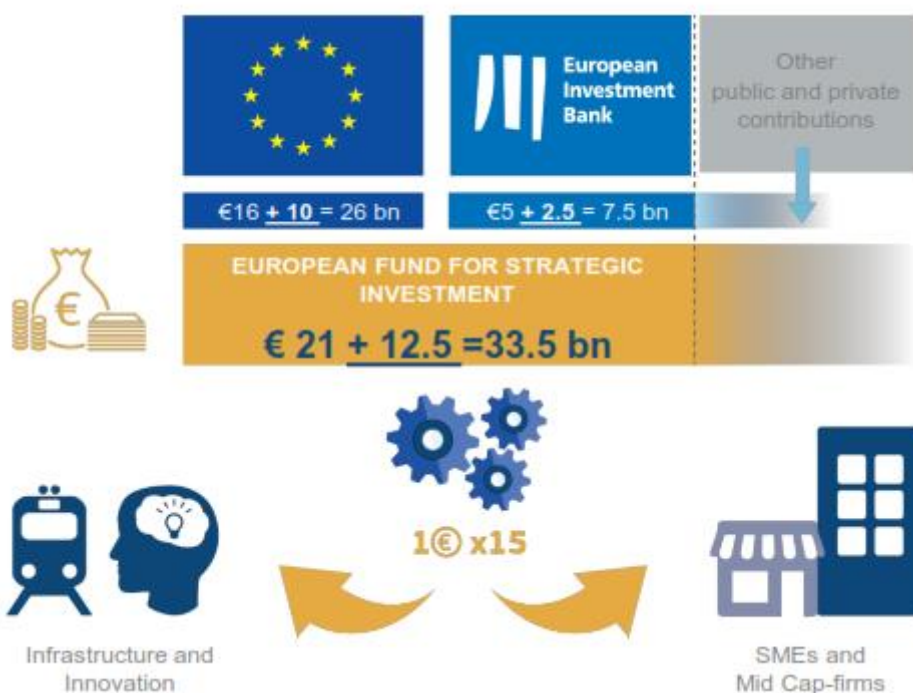 European
Investment
Bank
Other
public and private
contributions
€16 + 10 = 26 bn
€5 + 2.5 = 7.5 bn
EUROPEAN FUND FOR STRATEGIC
INVESTMENT
€ 21 + 12.5 =33.5 bn
€
1€ x15
Infrastructure and
Innovation
SMEs and
Mid Cap-firms